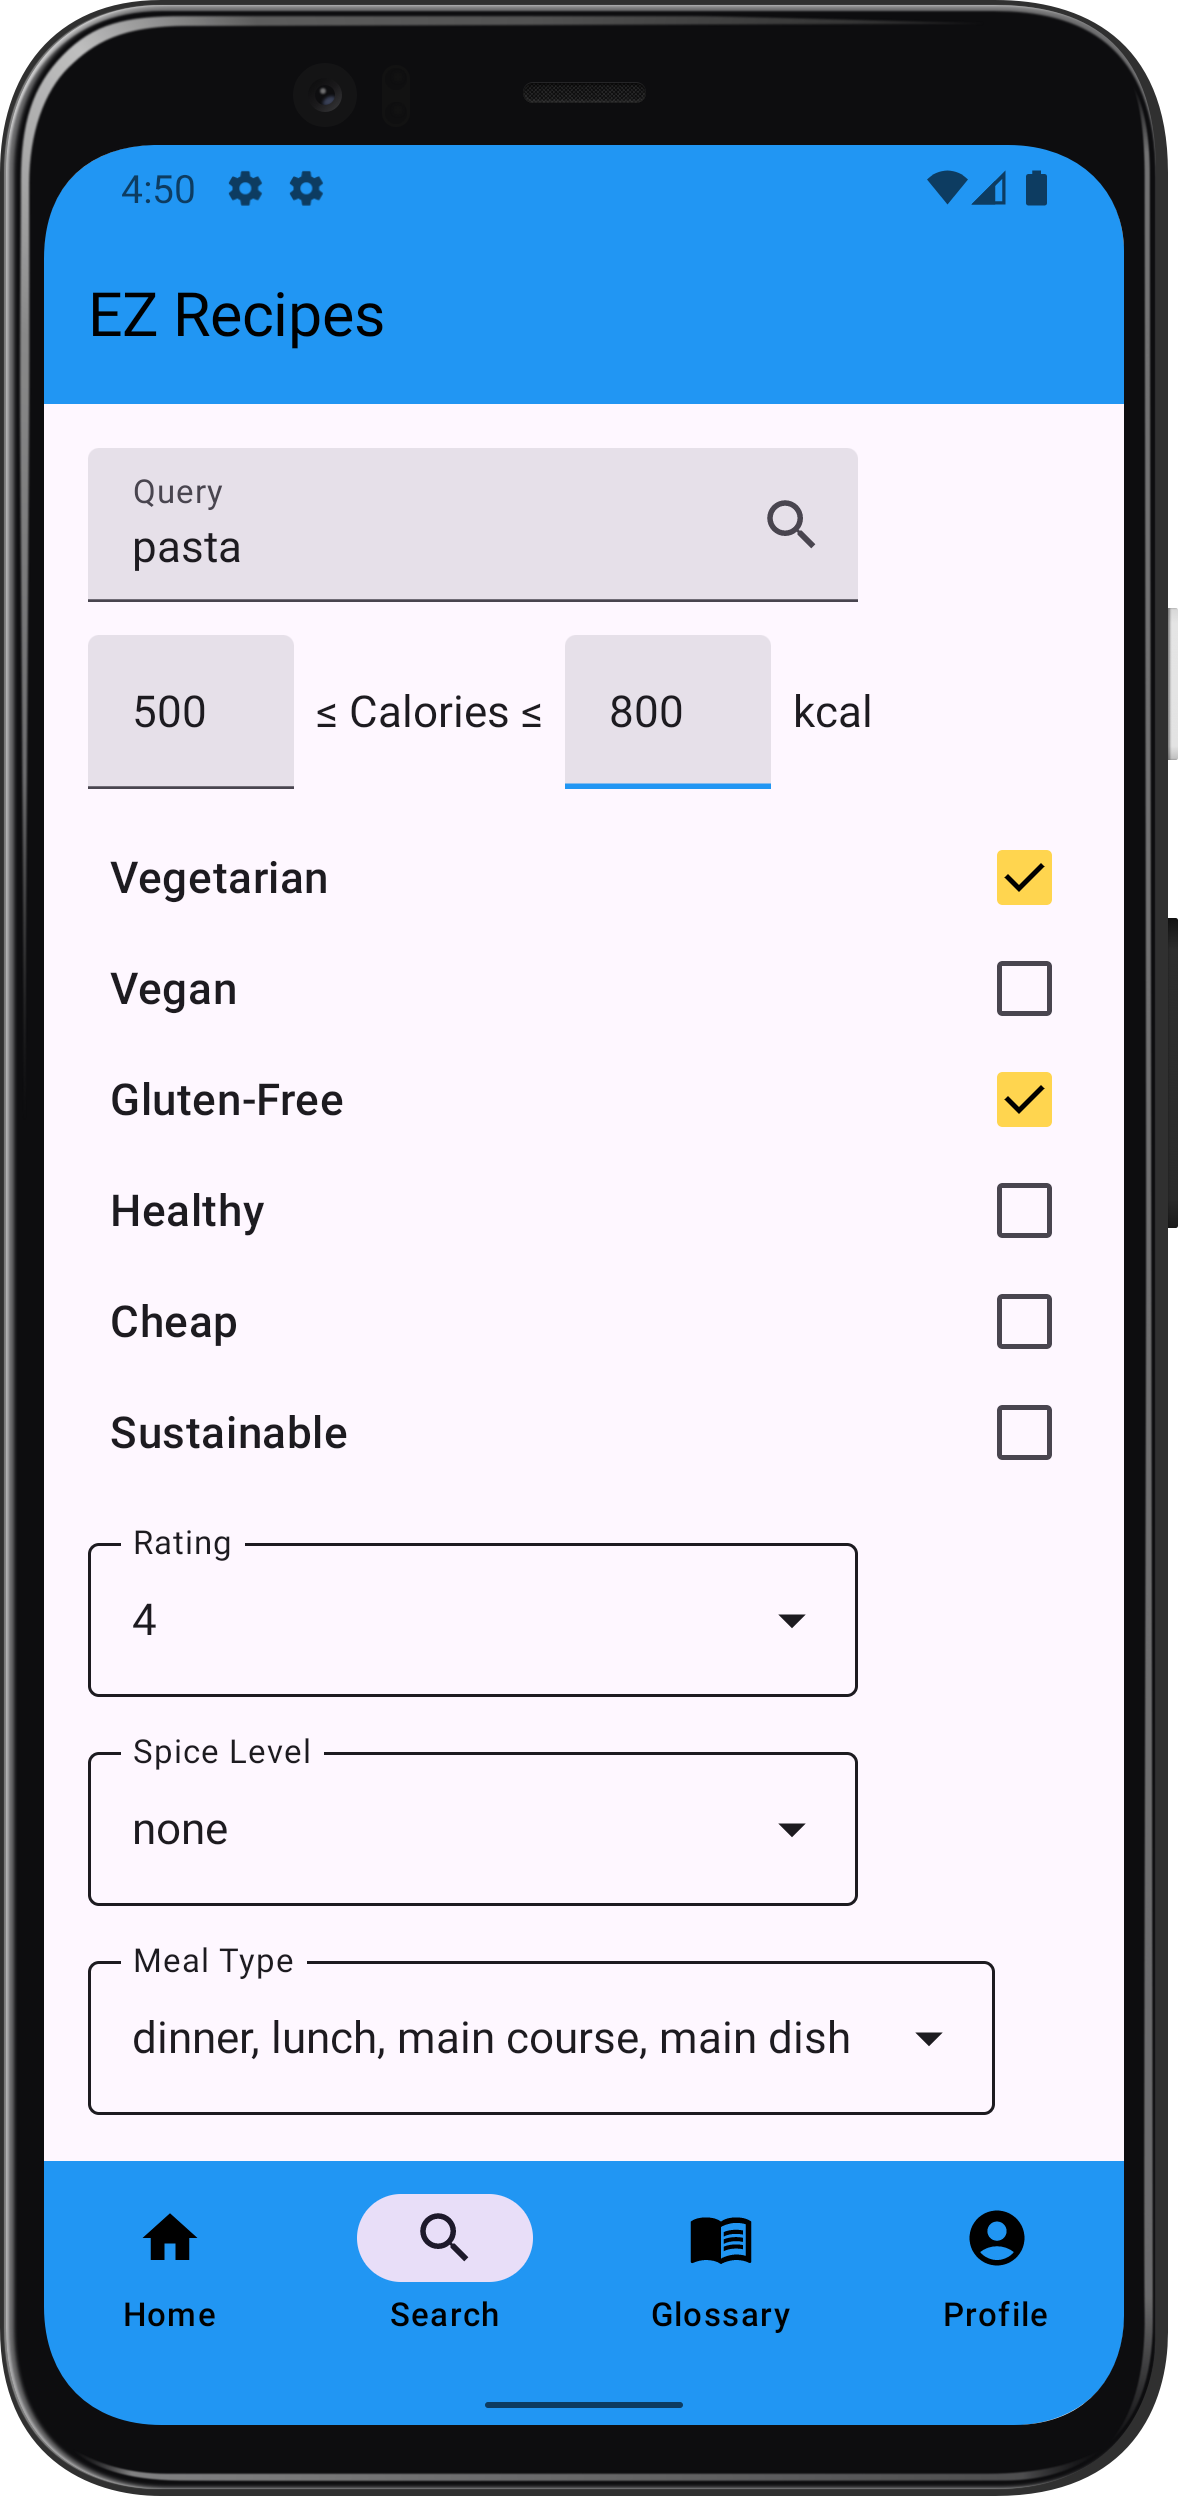 4:50
EZ Recipes
Query
pasta
500 ≤ Calories ≤ 800 kcal
Vegetarian
Vegan
Gluten-Free
Healthy
Cheap
Sustainable
Rating
4
Spice Level
none
Meal Type
dinner, lunch, main course, main dish
Home Search Glossary Profile